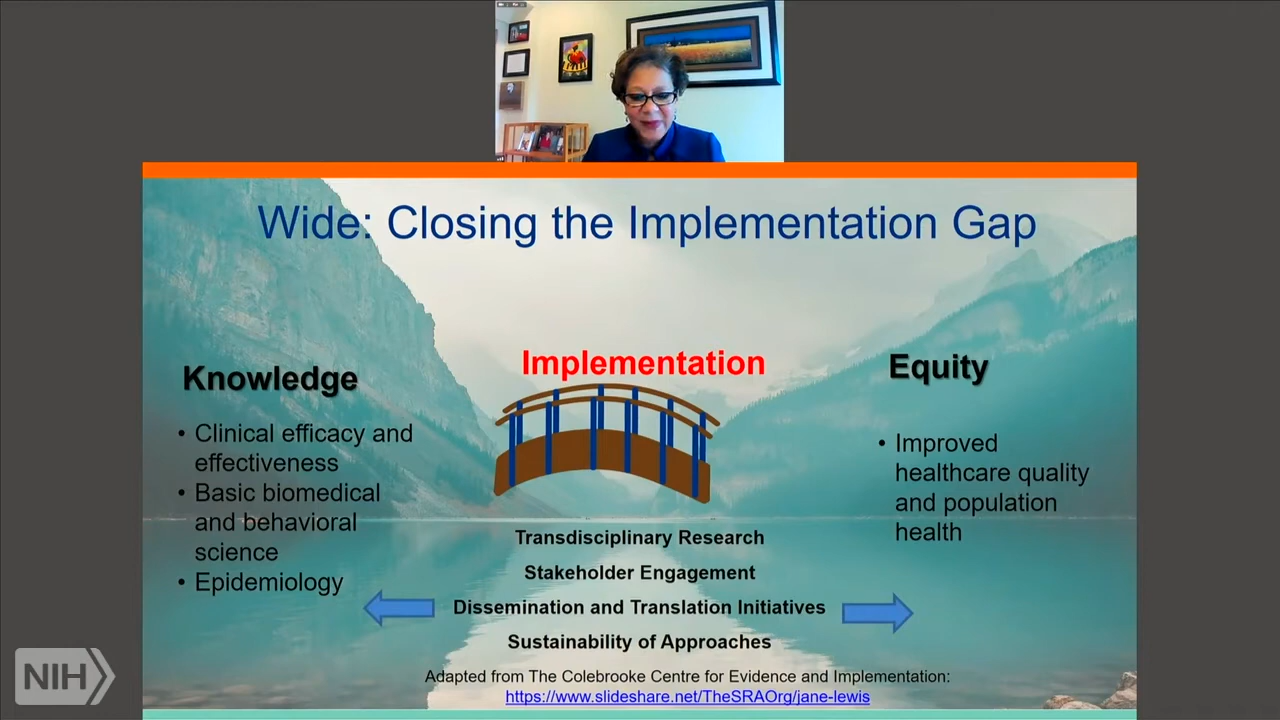 Wide: Closing the Implementation Gap
Knowledge
• Clinical efficacy and
effectiveness
• Basic biomedical
and behavioral
science
• Epidemiology
Implementation
Transdisciplinary Research
Stakeholder Engagement
Dissemination and Translation Initiatives
Sustainability of Approaches
Equity
• Improved
healthcare quality
and population
health
Adapted from The Colebrooke Centre for Evidence and Implementation:
https://www.slideshare.net/TheSRAOrg/jane-lewis
NIH